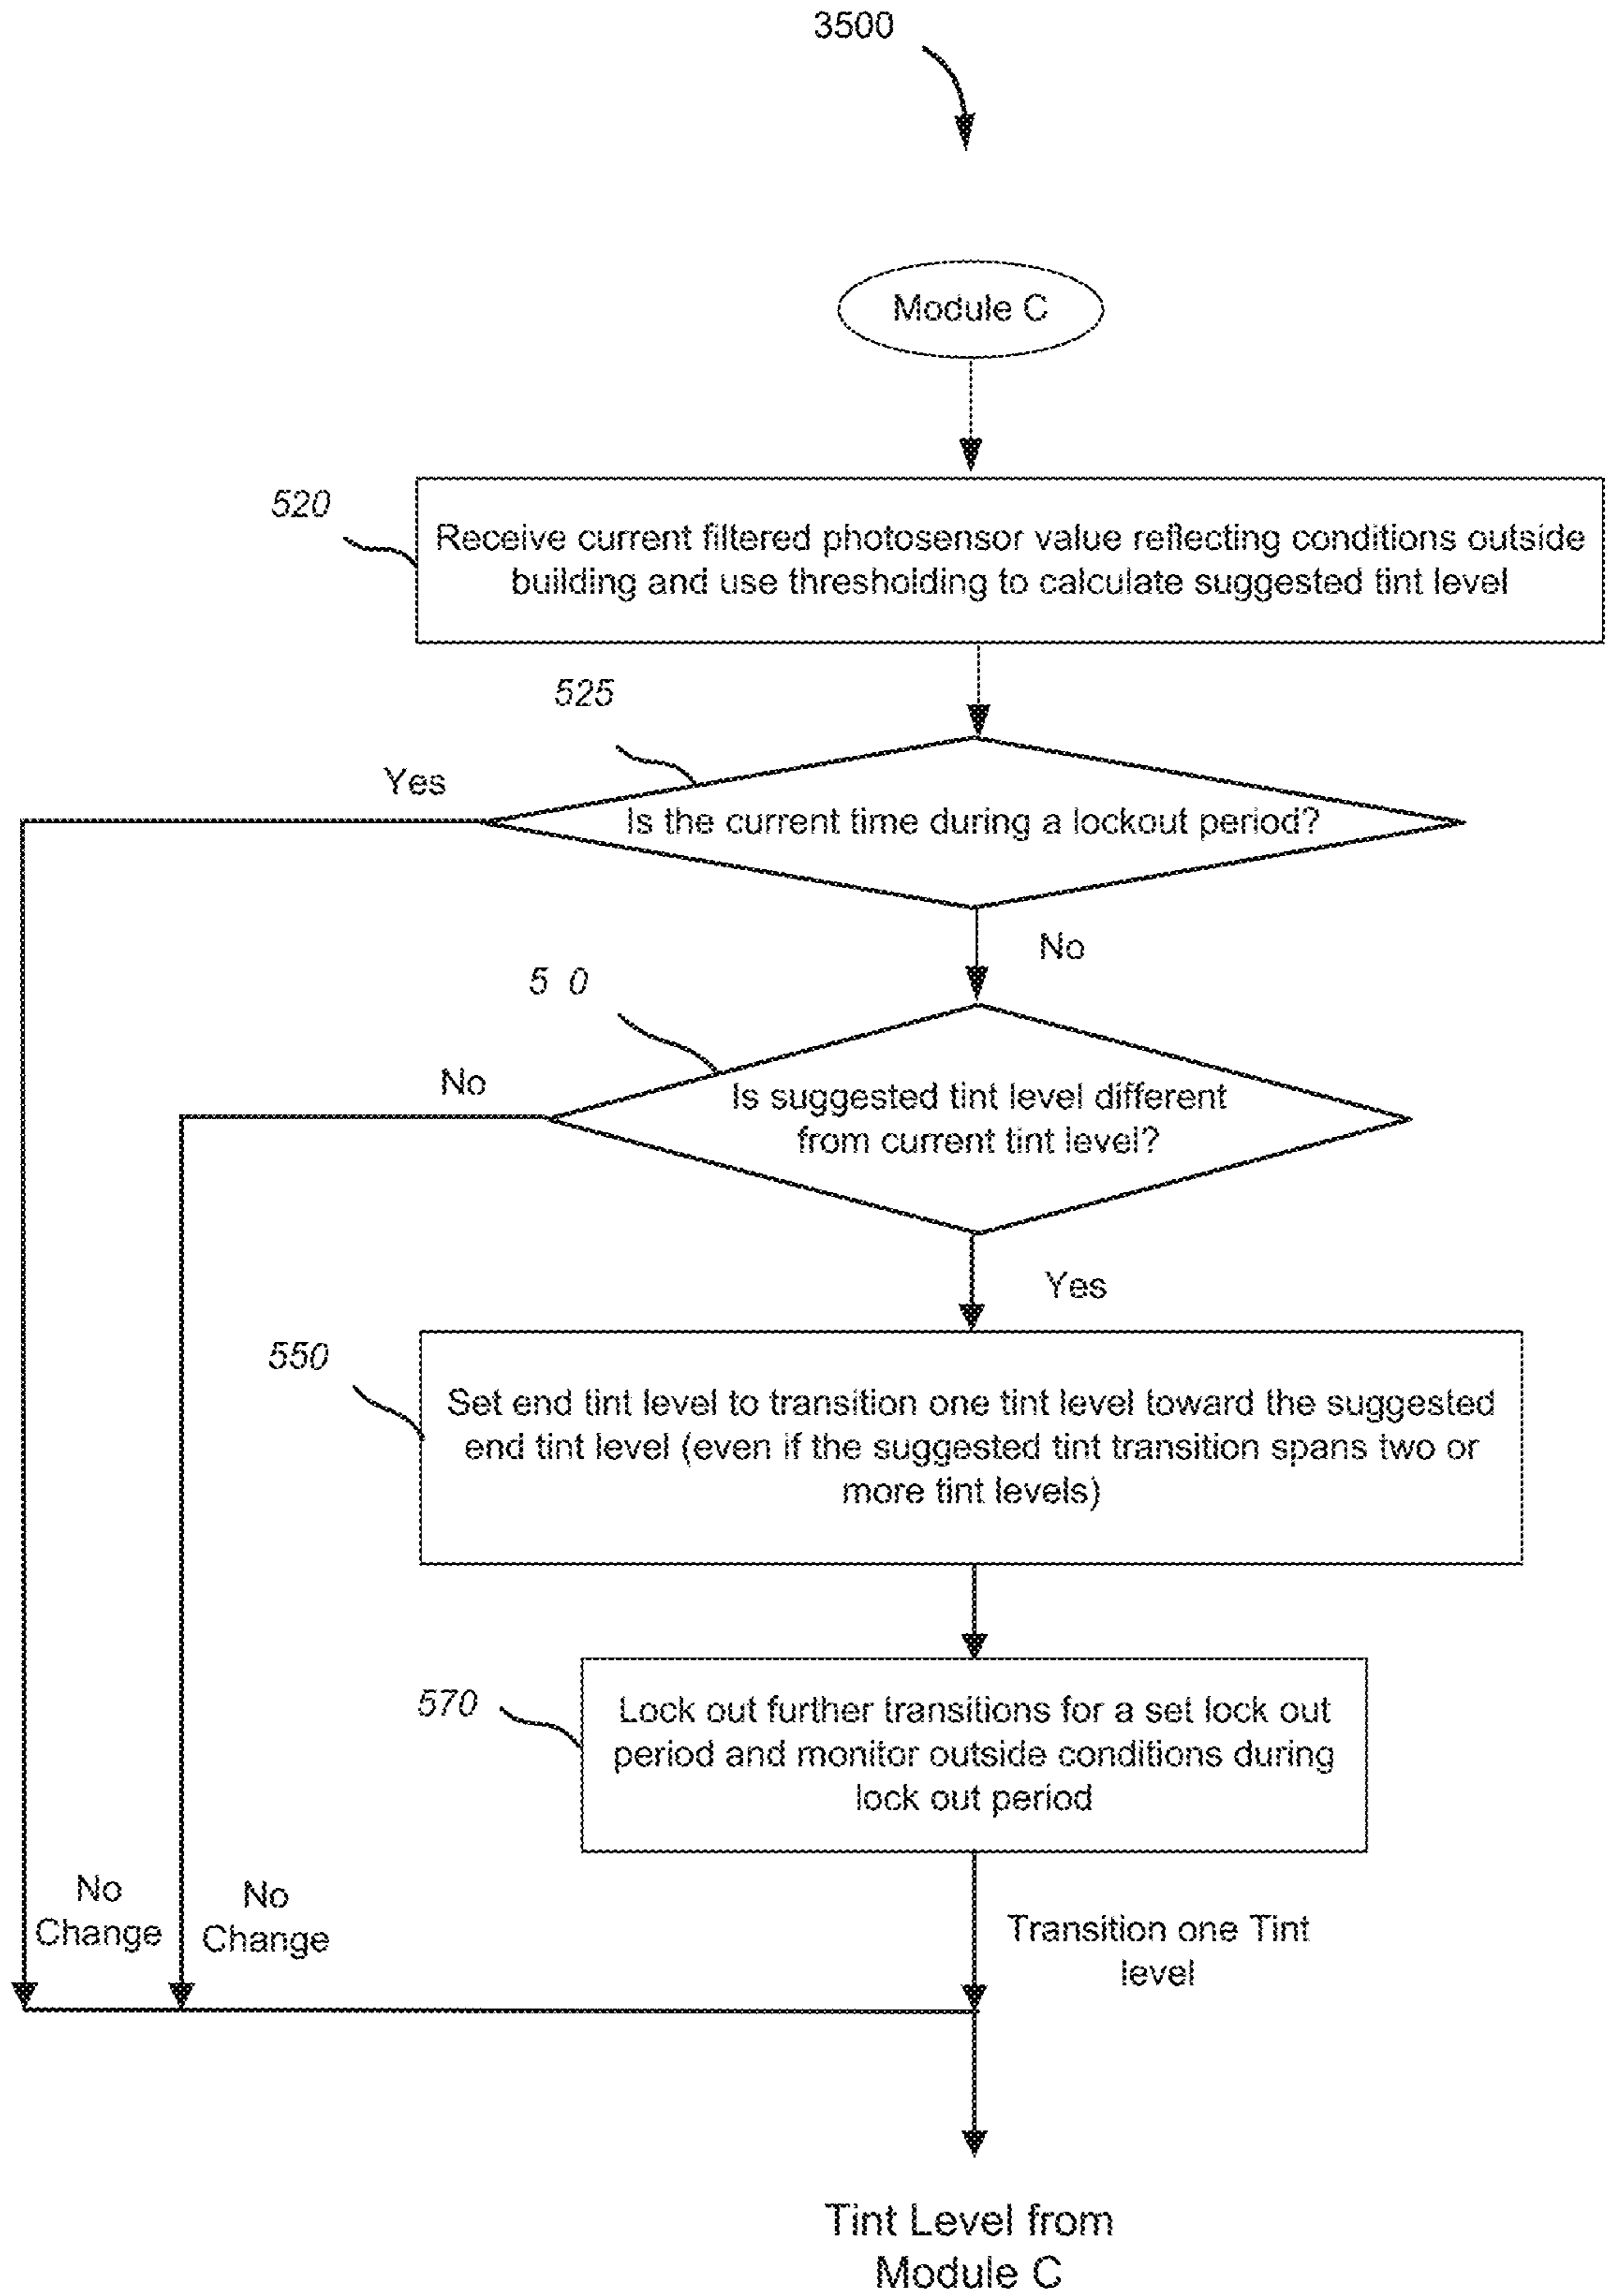 3500
Module C
520
Receive current filtered photosensor value reflecting conditions outside
building and use thresholding to calculate suggested tint level
525
Yes
Is the current time during a lockout period?
No
5 0
No
Is suggested tint level different
from current tint level?
Yes
550
Set end tint level to transition one tint level toward the suggested
end tint level (even if the suggested tint transition spans two or
more tint levels)
570
Lock out further transitions for a set lock out
period and monitor outside conditions during
lock out period
No
Change
No
Change
Transition one Tint
level
Tint Level from
Module C